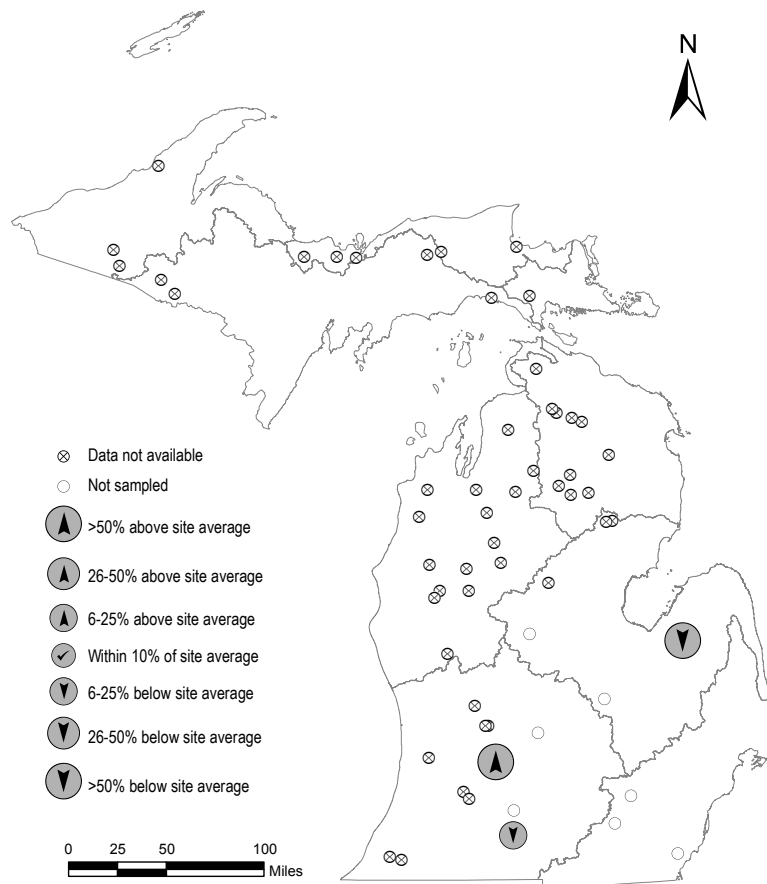 N
Data not available
Not sampled
>50% above site average
26-50% above site average
6-25% above site average
Within 10% of site average
6-25% below site average
26-50% below site average
>50% below site average
0 25 50 100
Miles